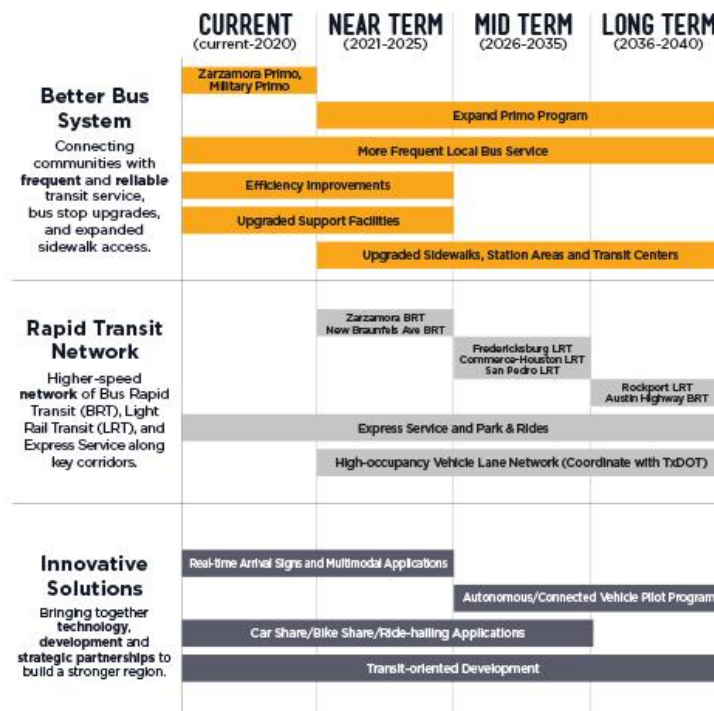 CURRENT
(current-2020)
NEAR TERM
(2021-2025)
MID TERM
(2026-2035)
LONG TERM
(2036-2040)
Better Bus
System
Connecting
communities with
frequent and reliable
transit service,
bus stop upgrades,
and expanded
sidewalk access.
Zarzamora Primo,
Military Primo
Expand Primo Program
More Frequent Local Bus Service
Efficiency Improvements
Upgraded Support Facilities
Upgraded Sidewalks, Station Areas and Transit Centers
Rapid Transit
Network
Higher-speed
network of Bus Rapid
Transit (BRT), Light
Rail Transit (LRT), and
Express Service along
key corridors.
Zarzamora BRT
New Braunfels Ave BRT
Fredericksburg LRT
Commerce-Houston LRT
San Pedro LRT
Rockport LRT
Austin Highway BRT
Express Service and Park & Rides
High-occupancy Vehicle Lane Network (Coordinate with TxDOT)
Innovative
Solutions
Bringing together
technology,
development and
strategic partnerships to
build a stronger region.
Real-time Arrival Signs and Multimodal Applications
Autonomous/Connected Vehicle Pilot Program
Car Share/Bike Share/Ride-hailing Applications
Transit-oriented Development